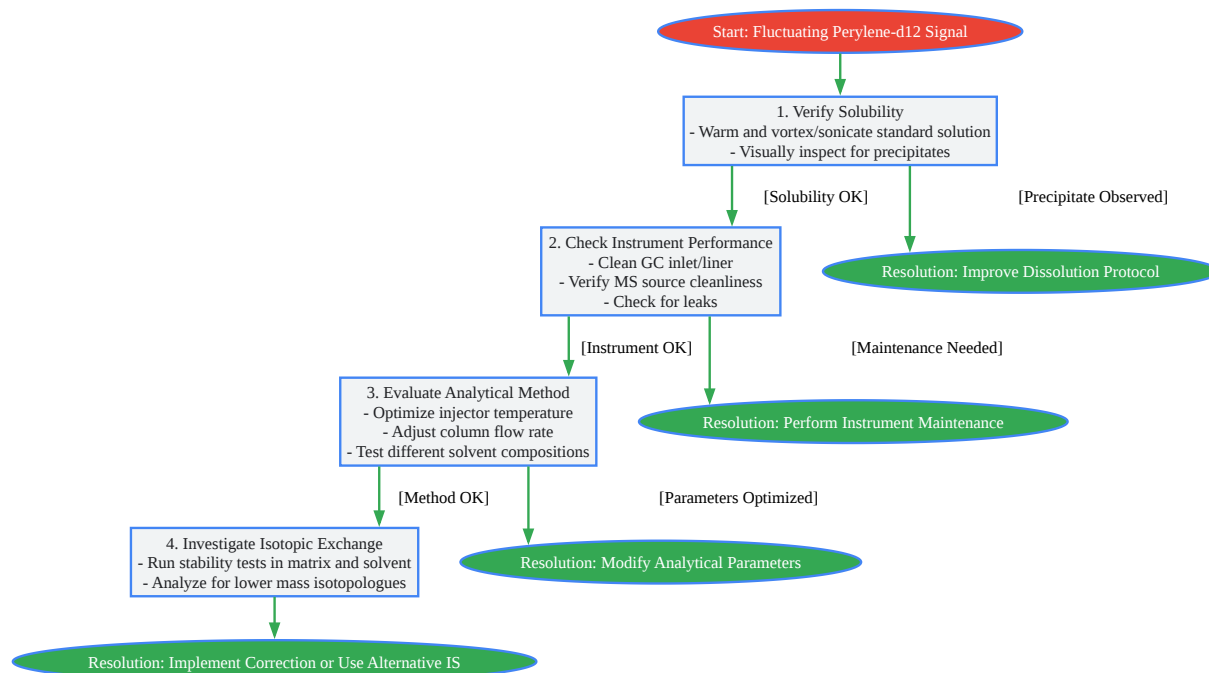 Start: Fluctuating Perylene-d12 Signal
1. Verify Solubility
- Warm and vortex/sonicate standard solution
- Visually inspect for precipitates
[Solubility OK]
[Precipitate Observed]
2. Check Instrument Performance
- Clean GC inlet/liner
- Verify MS source cleanliness
- Check for leaks
Resolution: Improve Dissolution Protocol
[Instrument OK]
[Maintenance Needed]
3. Evaluate Analytical Method
- Optimize injector temperature
- Adjust column flow rate
- Test different solvent compositions
Resolution: Perform Instrument Maintenance
[Method OK]
[Parameters Optimized]
4. Investigate Isotopic Exchange
- Run stability tests in matrix and solvent
- Analyze for lower mass isotopologues
Resolution: Modify Analytical Parameters
Resolution: Implement Correction or Use Alternative IS